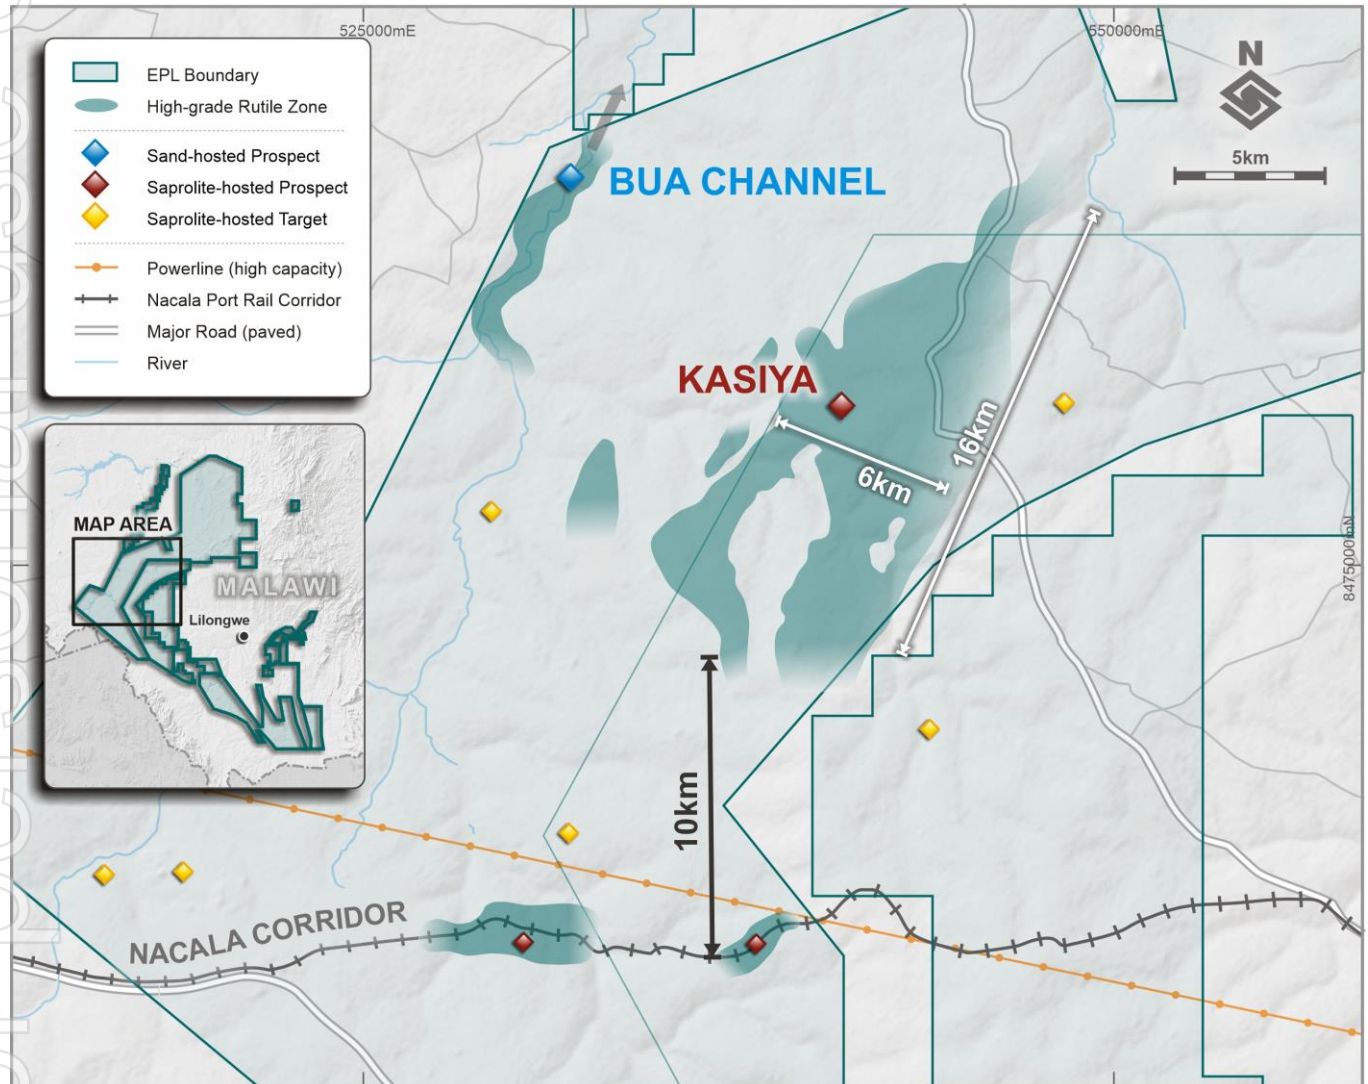 525000mE
550000mE
EPL Boundary
High-grade Rutile Zone
Sand-hosted Prospect
Saprolite-hosted Prospect
Saprolite-hosted Target
Powerline (high capacity)
Nacala Port Rail Corridor
Major Road (paved)
River
N
5km
BUA CHANNEL
KASIYA
16km
6km
MAP AREA
MALAWI
Lilongwe
8475000mN
10km
NACALA CORRIDOR